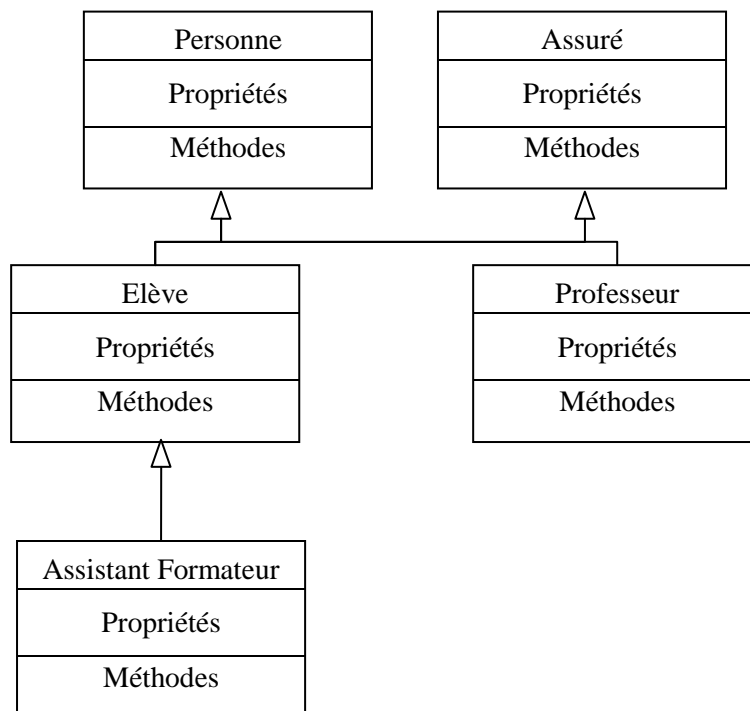 Personne
Propriétés
Méthodes
Assuré
Propriétés
Méthodes
Elève
Propriétés
Méthodes
Professeur
Propriétés
Méthodes
Assistant Formateur
Propriétés
Méthodes